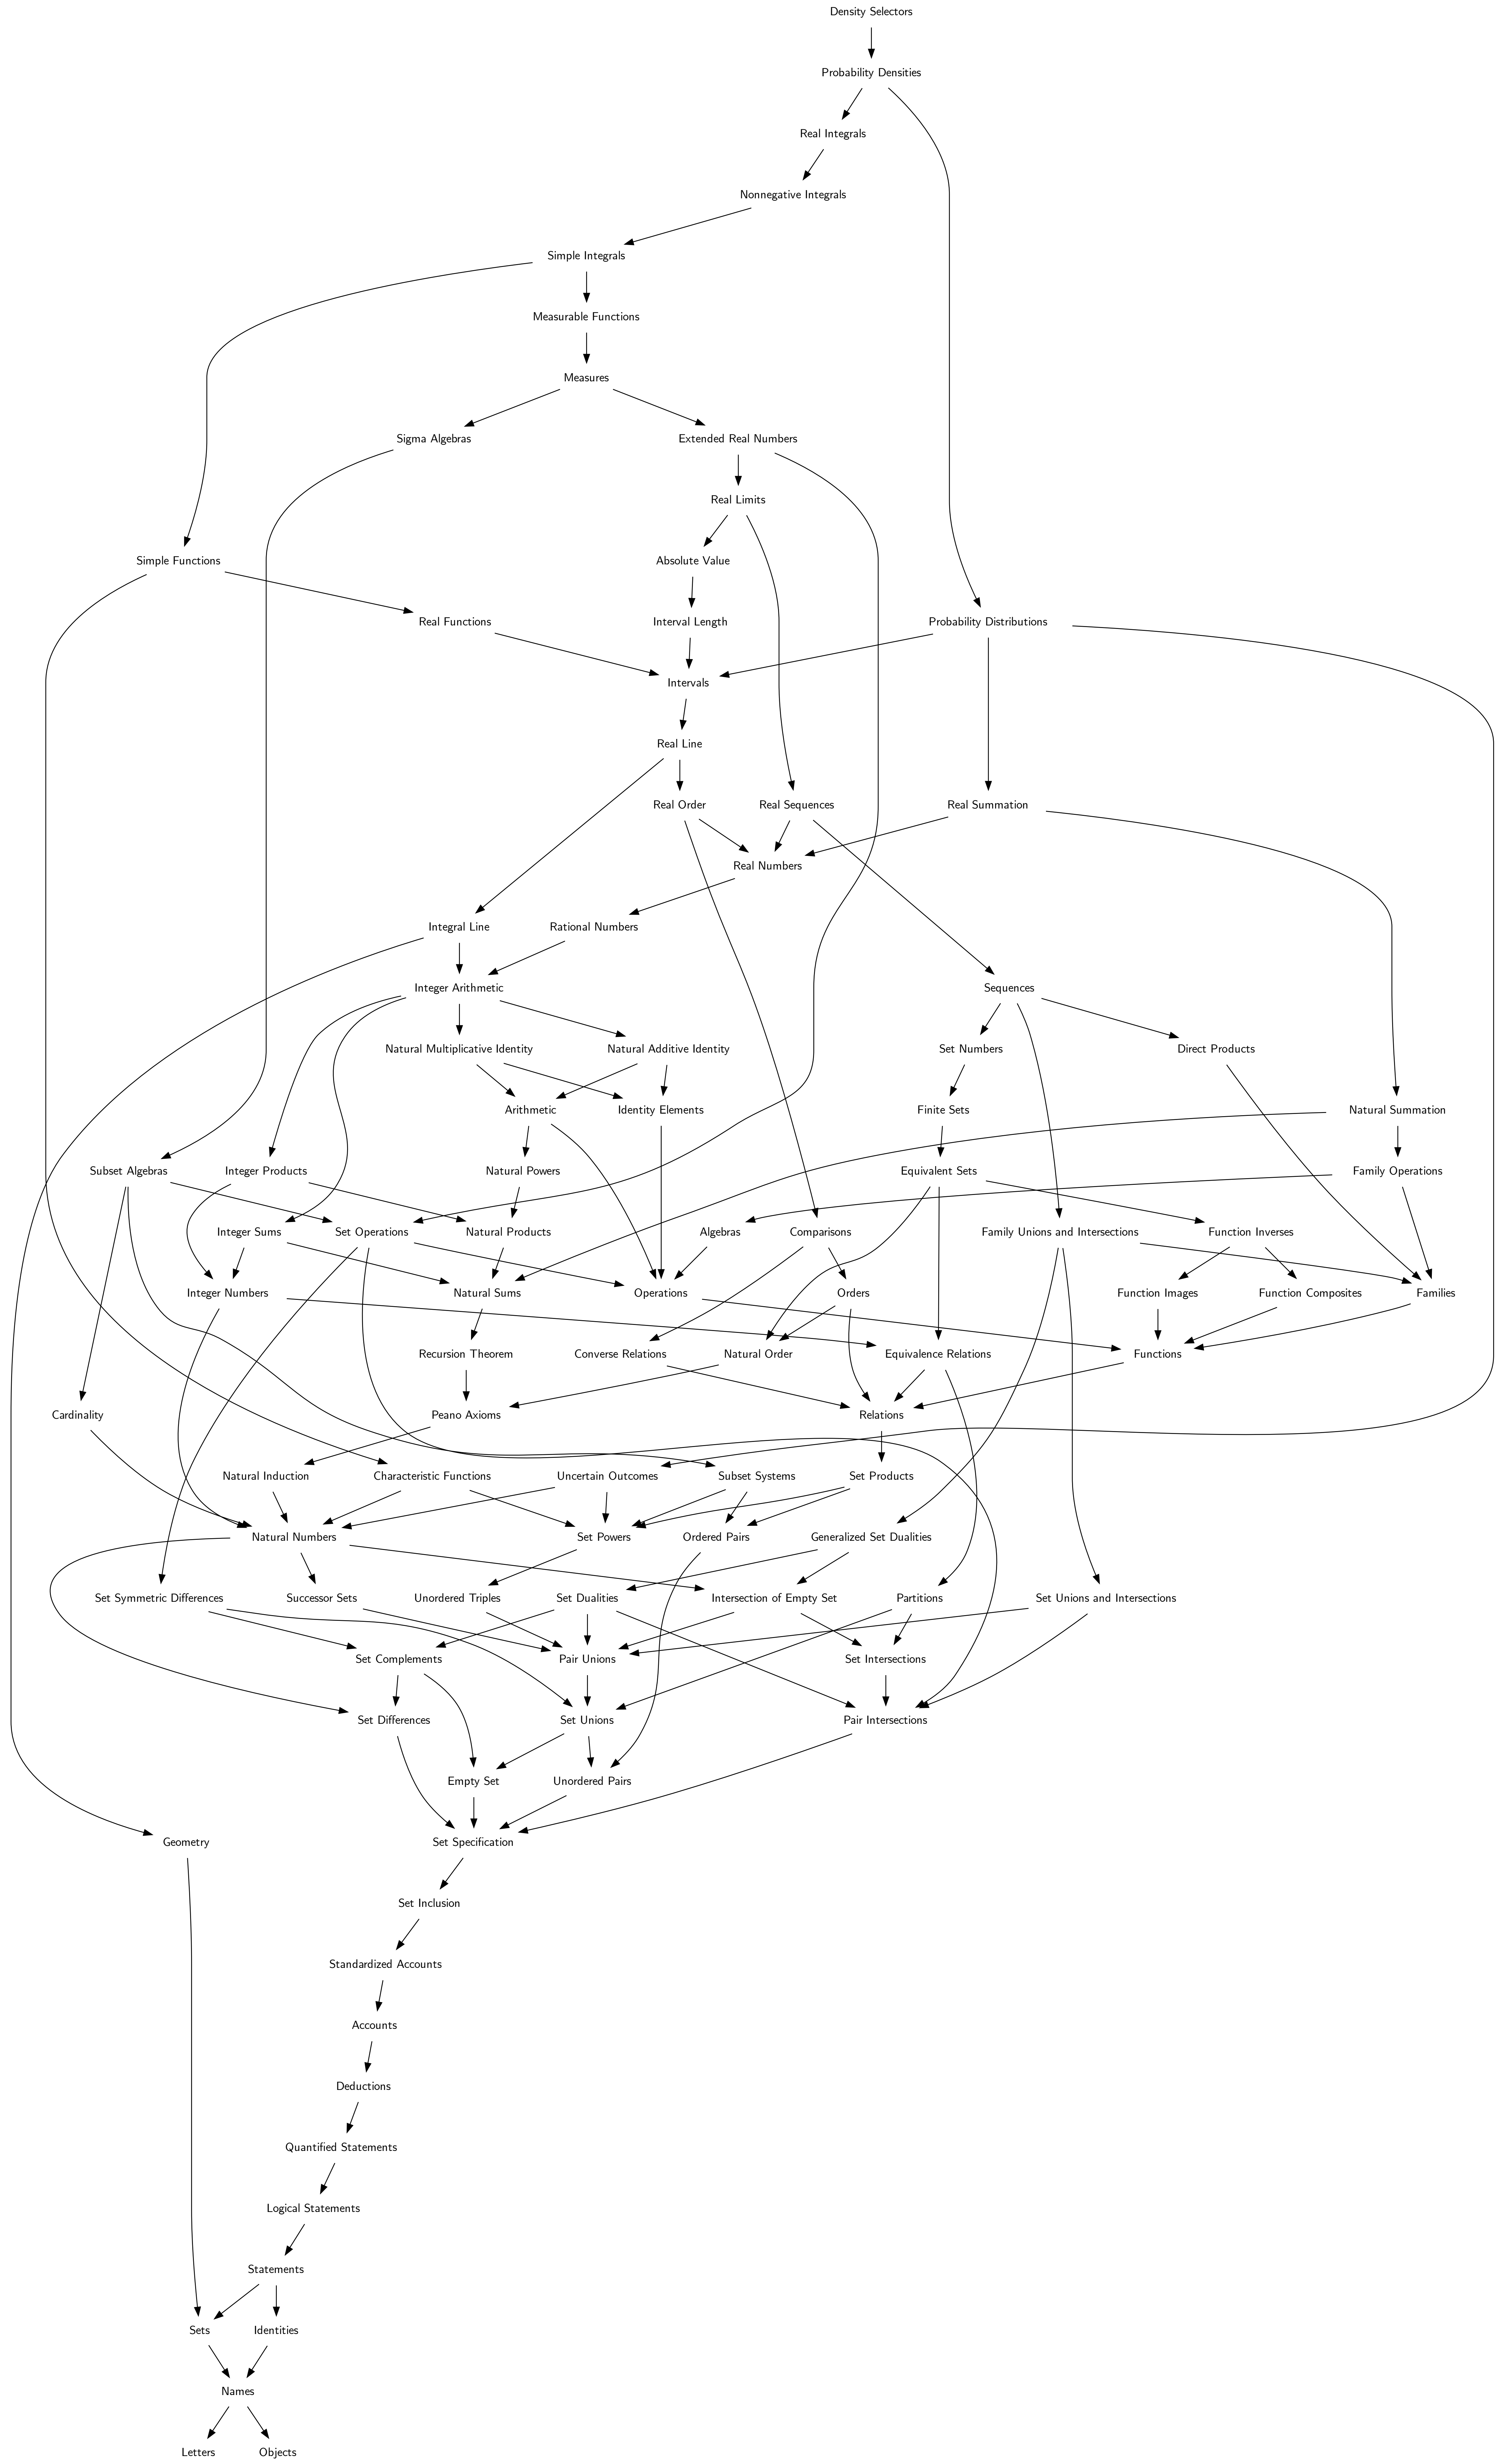 Density Selectors
Probability Densities
Real Integrals
Nonnegative Integrals
Simple Integrals
Measurable Functions
Measures
Sigma Algebras
Extended Real Numbers
Real Limits
Simple Functions
Absolute Value
Real Functions
Interval Length
Probability Distributions
Intervals
Real Line
Real Order
Real Sequences
Real Summation
Real Numbers
Integral Line
Rational Numbers
Integer Arithmetic
Sequences
Natural Multiplicative Identity
Natural Additive Identity
Set Numbers
Direct Products
Arithmetic
Identity Elements
Finite Sets
Natural Summation
Subset Algebras
Integer Products
Natural Powers
Equivalent Sets
Family Operations
Integer Sums
Set Operations
Natural Products
Algebras
Comparisons
Family Unions and Intersections
Function Inverses
Integer Numbers
Natural Sums
Operations
Orders
Function Images
Function Composites
Families
Recursion Theorem
Converse Relations
Natural Order
Equivalence Relations
Functions
Cardinality
Peano Axioms
Relations
Natural Induction
Characteristic Functions
Uncertain Outcomes
Subset Systems
Set Products
Natural Numbers
Set Powers
Ordered Pairs
Generalized Set Dualities
Set Symmetric Differences
Successor Sets
Unordered Triples
Set Dualities
Intersection of Empty Set
Partitions
Set Unions and Intersections
Set Complements
Pair Unions
Set Intersections
Set Differences
Set Unions
Pair Intersections
Empty Set
Unordered Pairs
Geometry
Set Specification
Set Inclusion
Standardized Accounts
Accounts
Deductions
Quantified Statements
Logical Statements
Statements
Sets
Identities
Names
Letters
Objects